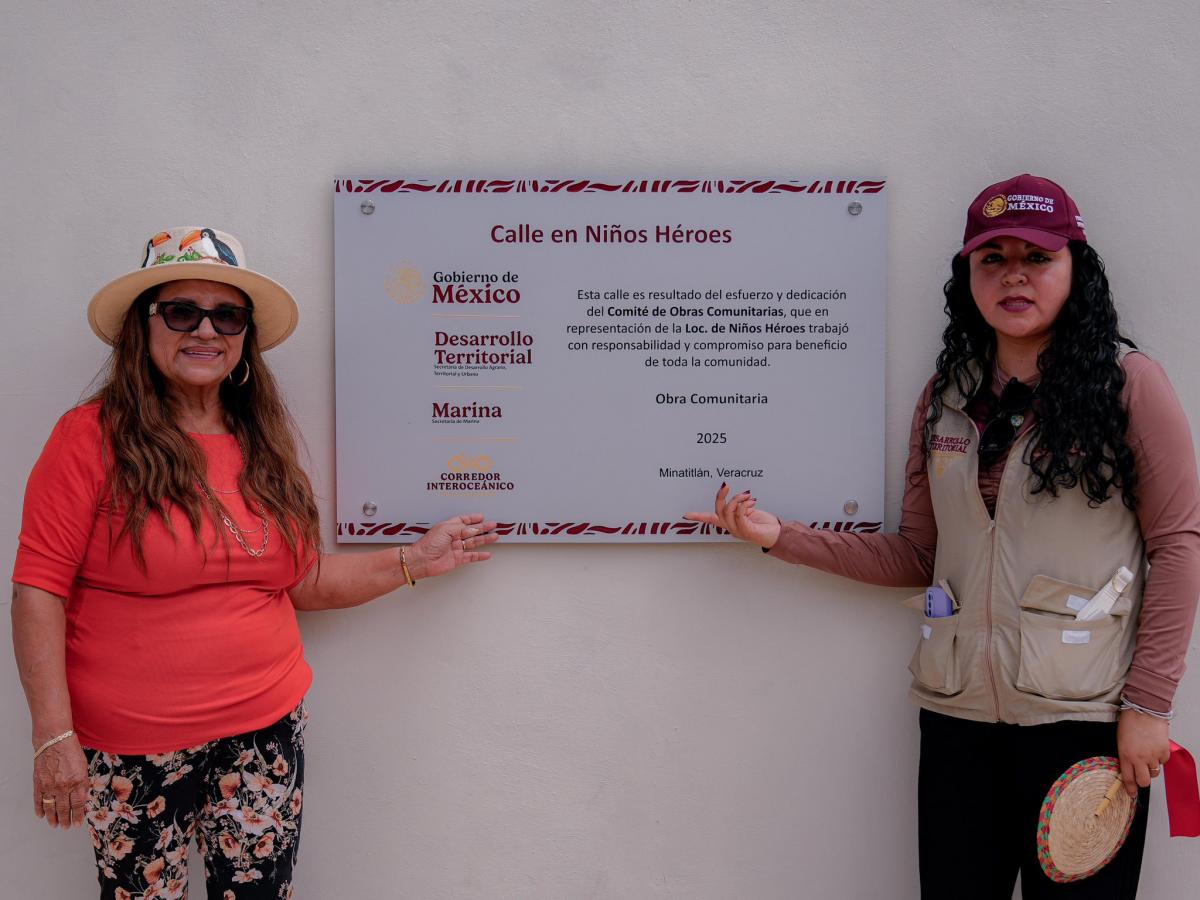 Calle en Niños Héroes
Gobierno de
México
Desarrollo
Territorial
Secretaría de Desarrollo Agrario,
Territorial y Urbano
Marina
Secretaría de Marina
CORREDOR
INTEROCEÁNICO
Esta calle es resultado del esfuerzo y dedicación
del Comité de Obras Comunitarias, que en
representación de la Loc. de Niños Héroes trabajó
con responsabilidad y compromiso para beneficio
de toda la comunidad.
Obra Comunitaria
2025
Minatitlán, Veracruz
GOBIERNO DE
MÉXICO
DESARROLLO
TERRITORIAL